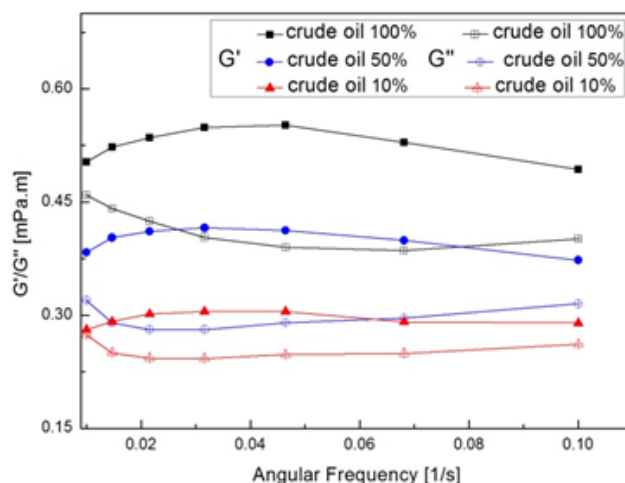 crude oil 100% crude oil 100%
G' crude oil 50% G" crude oil 50%
crude oil 10% crude oil 10%
0.60
0.45
0.30
0.15
G'/G" [mPa.m]
0.02 0.04 0.06 0.08 0.10
Angular Frequency [1/s]